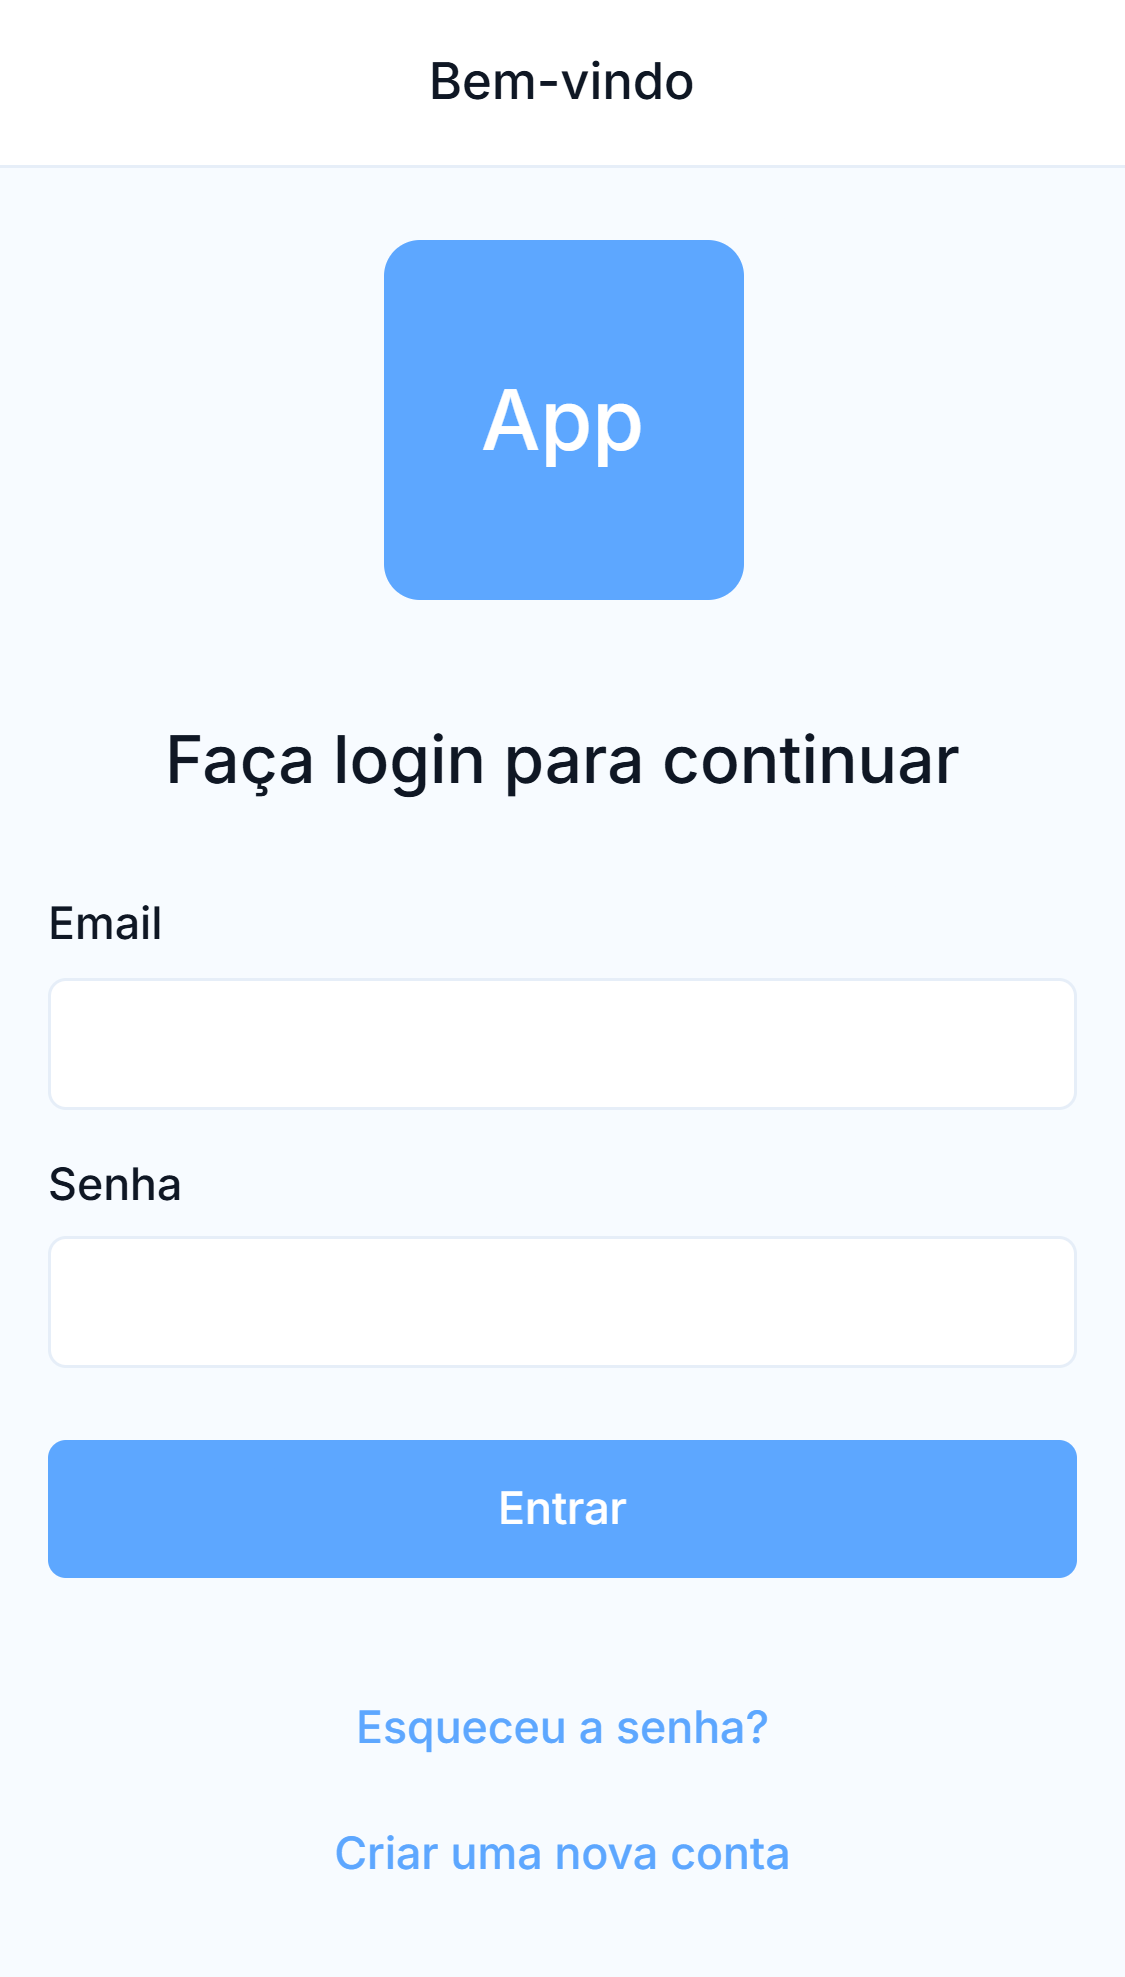 Bem-vindo
App
Faça login para continuar
Email
Senha
Entrar
Esqueceu a senha?
Criar uma nova conta